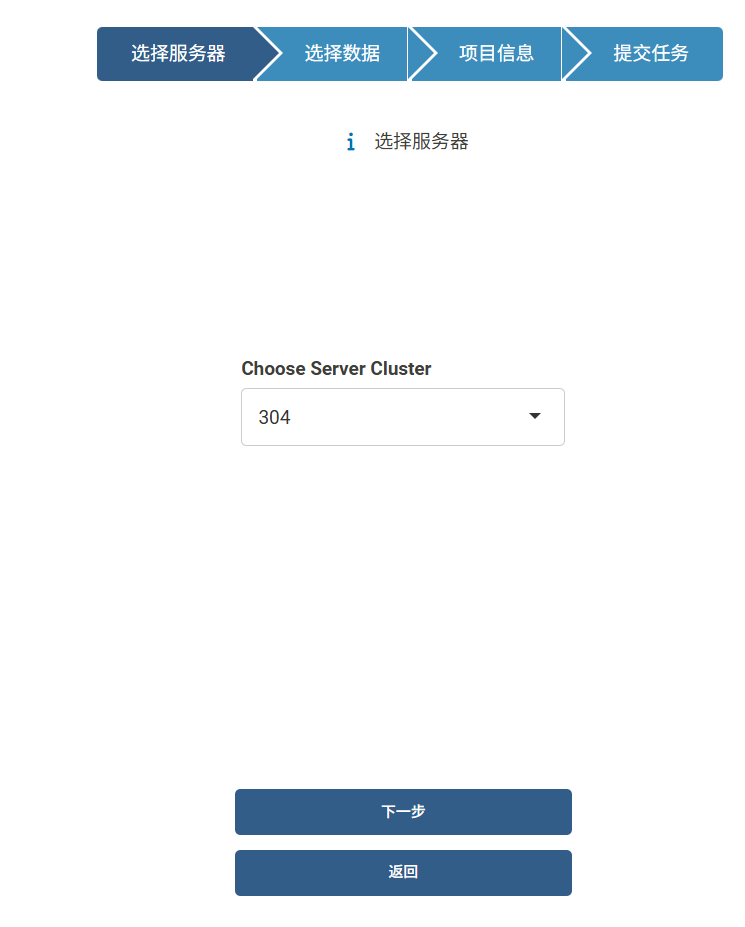 选择服务器 选择数据 项目信息 提交任务
i 选择服务器
Choose Server Cluster
304
下一步
返回